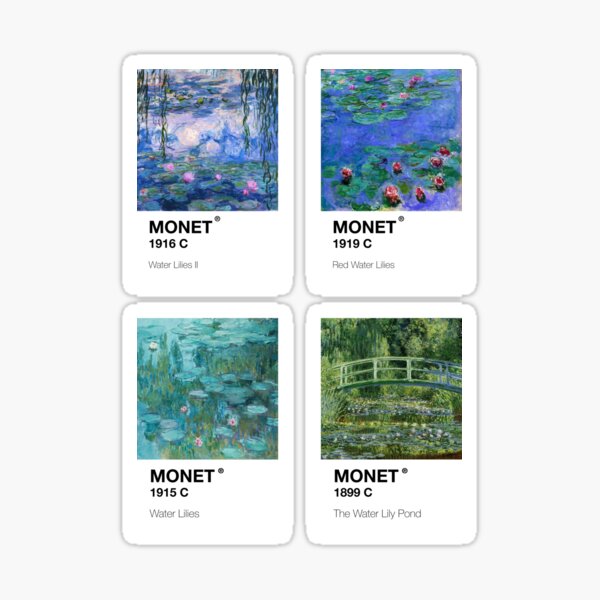 MONET®
1916 C
Water Lilies II
MONET®
1919 C
Red Water Lilies
MONET®
1915 C
Water Lilies
MONET®
1899 C
The Water Lily Pond